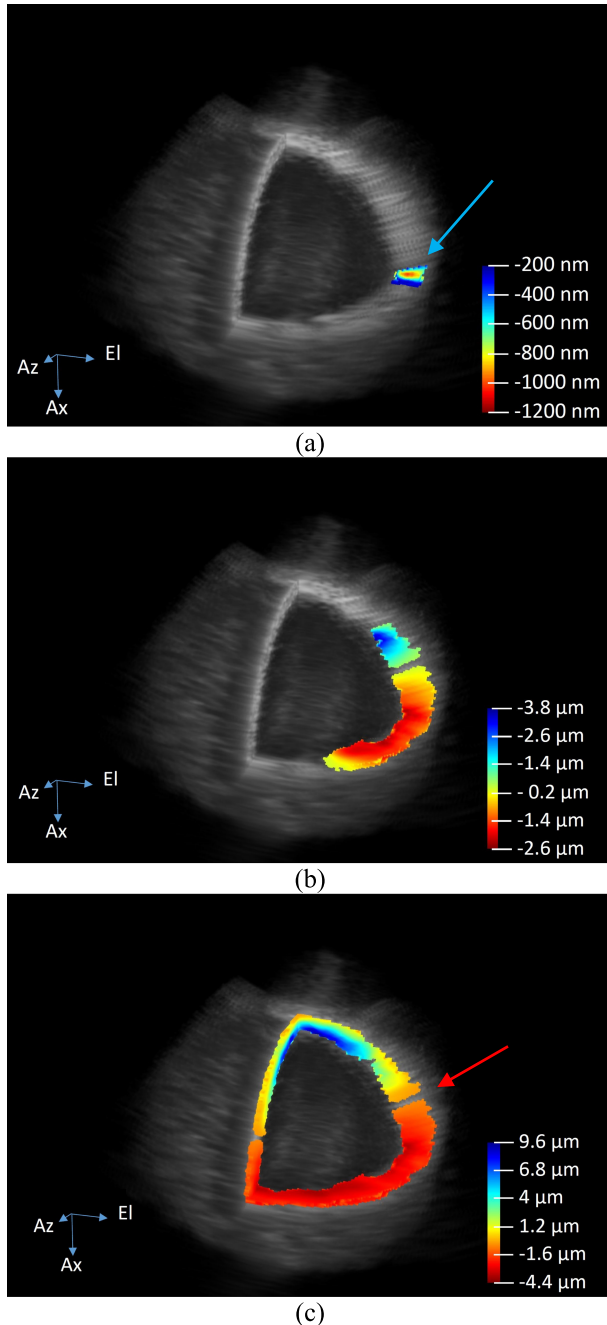 -200 nm
-400 nm
-600 nm
-800 nm
-1000 nm
-1200 nm
Az
El
Ax
(a)
-3.8 µm
-2.6 µm
-1.4 µm
0.2 µm
-1.4 µm
-2.6 µm
Az
El
Ax
(b)
9.6 µm
6.8 µm
4 µm
1.2 µm
-1.6 µm
-4.4 µm
Az
El
Ax
(c)